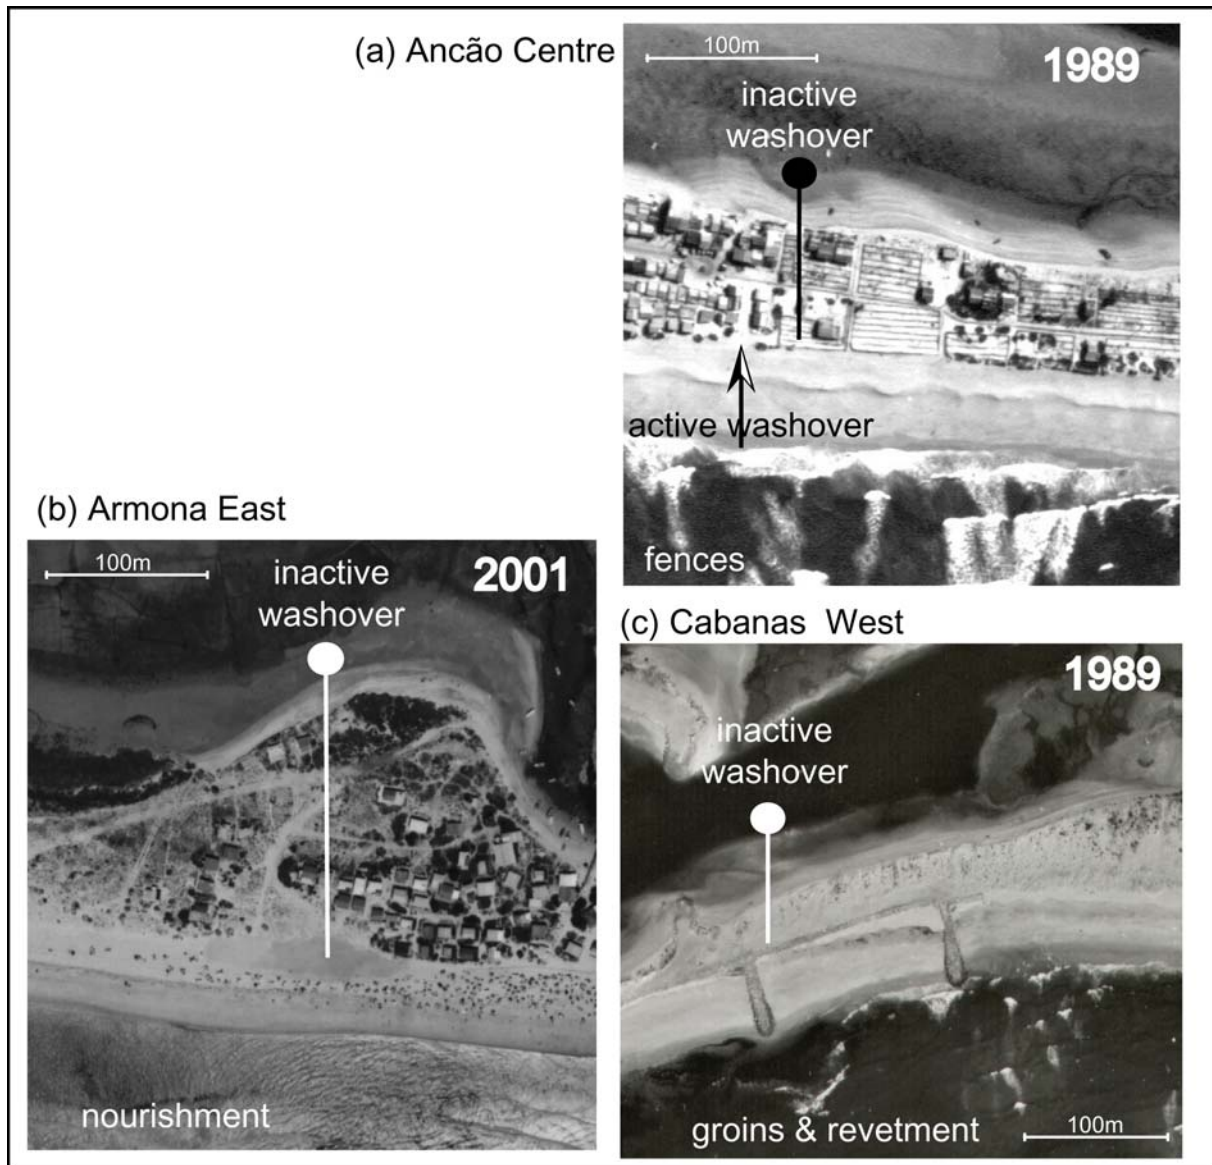 (a) Ancão Centre
100m
1989
inactive
washover
active washover
fences
(b) Armona East
100m
2001
inactive
washover
nourishment
(c) Cabanas West
1989
inactive
washover
groins & revetment
100m